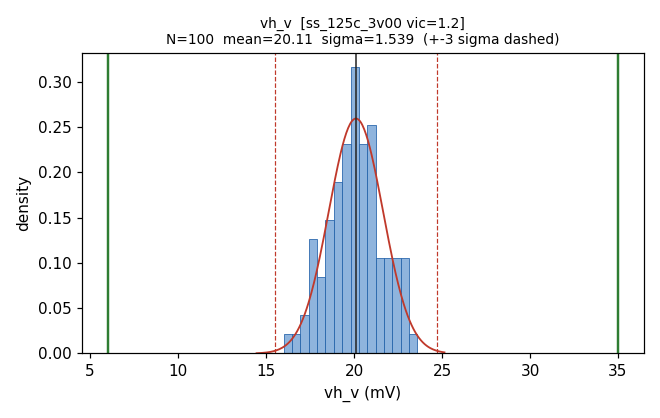 vh_v  [ss_125c_3v00 vic=1.2]
N=100  mean=20.11  sigma=1.539  (+-3 sigma dashed)
density
0.30
0.25
0.20
0.15
0.10
0.05
0.00
5 10 15 20 25 30 35
vh_v (mV)